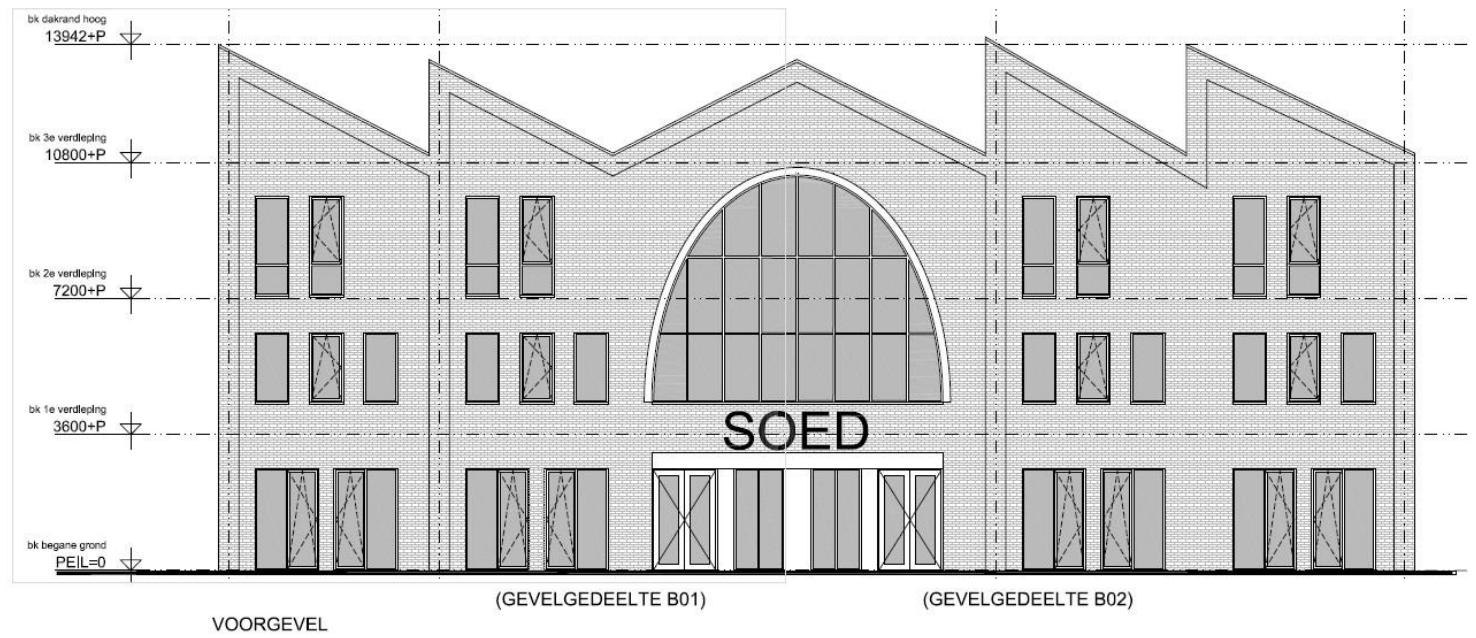 bk dakrand hoog
13942+P
bk 3e verdieping
10800+P
bk 2e verdieping
7200+P
bk 1e verdieping
3600+P
SOED
bk begane grond
PEIL=0
(GEVELGEDEELTE B01)
(GEVELGEDEELTE B02)
VOORGEVEL